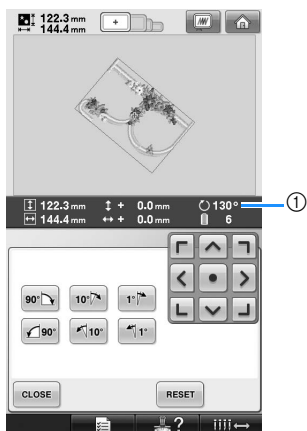 122.3 mm
144.4 mm
122.3 mm + 0.0 mm 130°
144.4 mm + 0.0 mm 6
①
90° 10° 1°
90° 10° 1°
CLOSE RESET
?